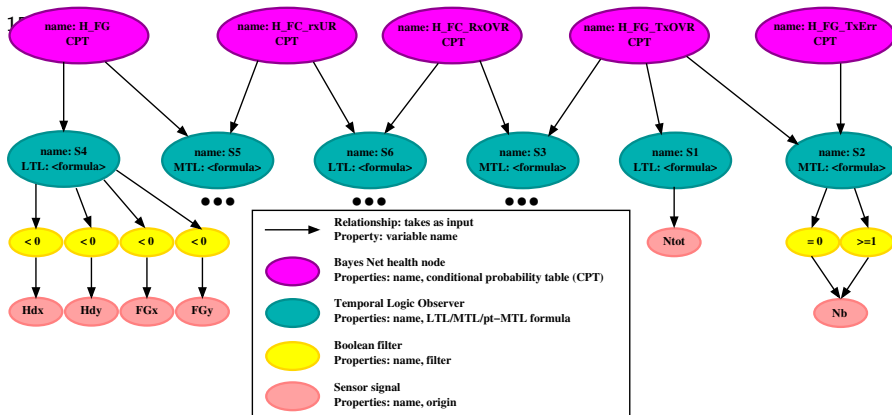 name: H_FG
CPT
name: H_FC_rxUR
CPT
name: H_FC_RxOVR
CPT
name: H_FG_TxOVR
CPT
name: H_FG_TxErr
CPT
name: S4
LTL: <formula>
name: S5
MTL: <formula>
name: S6
LTL: <formula>
name: S3
MTL: <formula>
name: S1
LTL: <formula>
name: S2
MTL: <formula>
< 0
< 0
< 0
< 0
= 0
>=1
Hdx
Hdy
FGx
FGy
Ntot
Nb
Relationship: takes as input
Property: variable name
Bayes Net health node
Properties: name, conditional probability table (CPT)
Temporal Logic Observer
Properties: name, LTL/MTL/pt−MTL formula
Boolean filter
Properties: name, filter
Sensor signal
Properties: name, origin